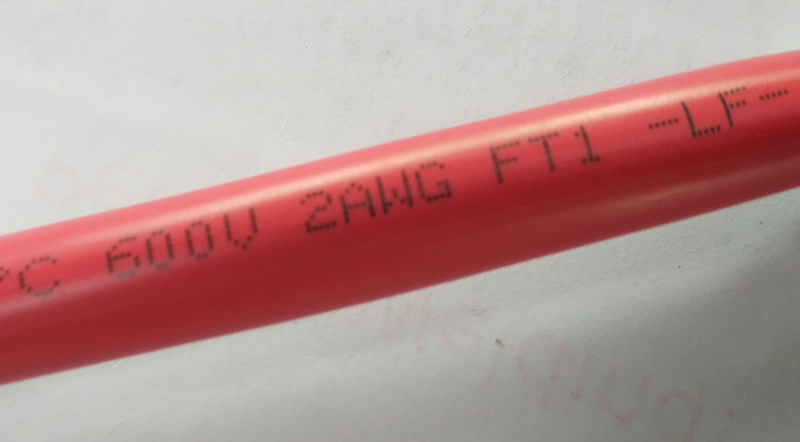 °C 600V 2AWG FT1 -LF-